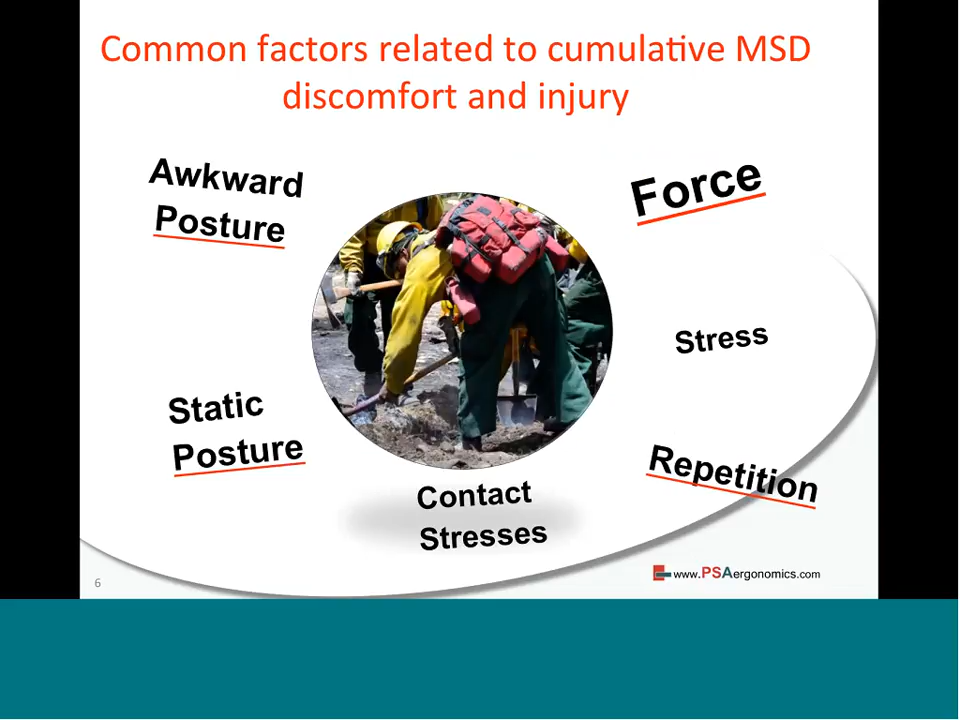 Common factors related to cumulative MSD
discomfort and injury
Awkward
Posture
Force
Stress
Static
Posture
Repetition
Contact
Stresses
6
www.PSAergonomics.com